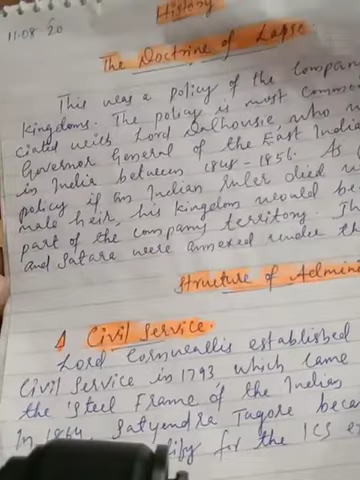 History
11.08 20
The Doctrine of Lapse.
This was a policy of the Compan
Kingdoms. The policy is most common
ciated with Lord Dalhousie who w
Governor General of the East India
in India between 1848-1856. As
policy if an Indian ruler died w
male heir, his kingdom would be
part of the company territory. Th
and Satara were annexed under th
Structure of Admini
1 Civil Service.
Lord Cornwallis established
Civil Service in 1793 which came
the 'Steel Frame of the Indian
In 1864, Satyendra Tagore beca
ify for the ICS e